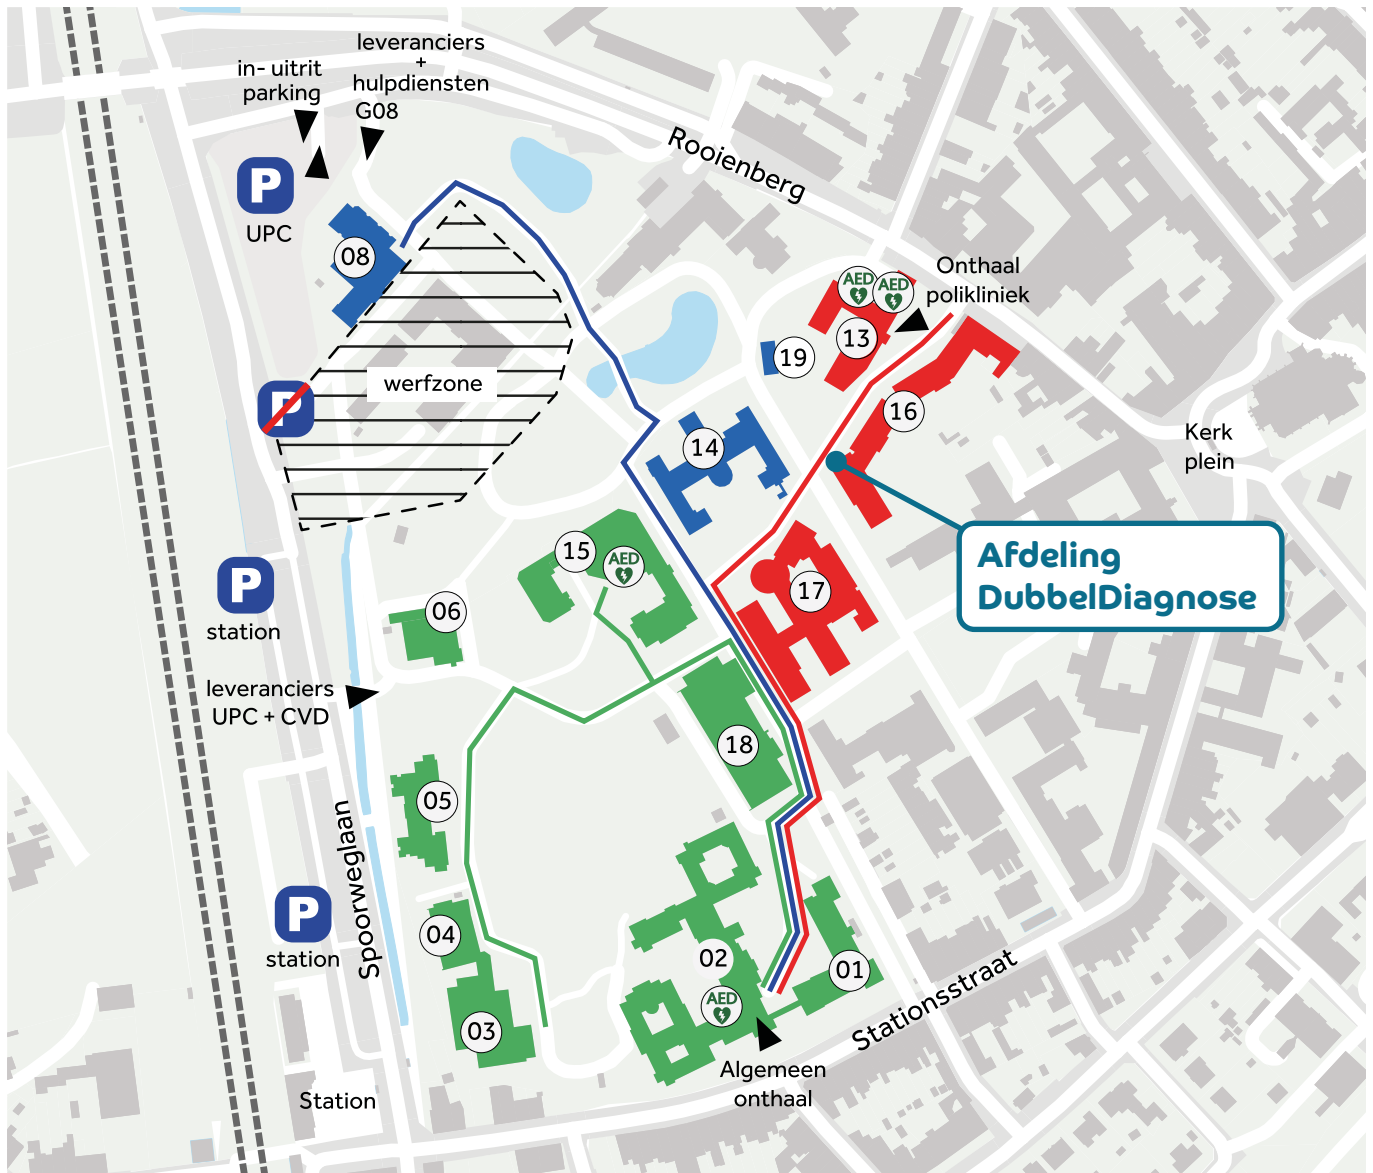 leveranciers
+
hulpdiensten
G08
in- uitrit
parking
P
UPC
Rooienberg
08
AED
AED
Onthaal
polikliniek
13
19
werfzone
P
16
14
Kerk
plein
15
AED
Afdeling
DubbelDiagnose
P
station
06
17
leveranciers
UPC + CVD
18
05
Spoorweglaan
P
station
04
02
01
AED
03
Stationsstraat
Algemeen
onthaal
Station